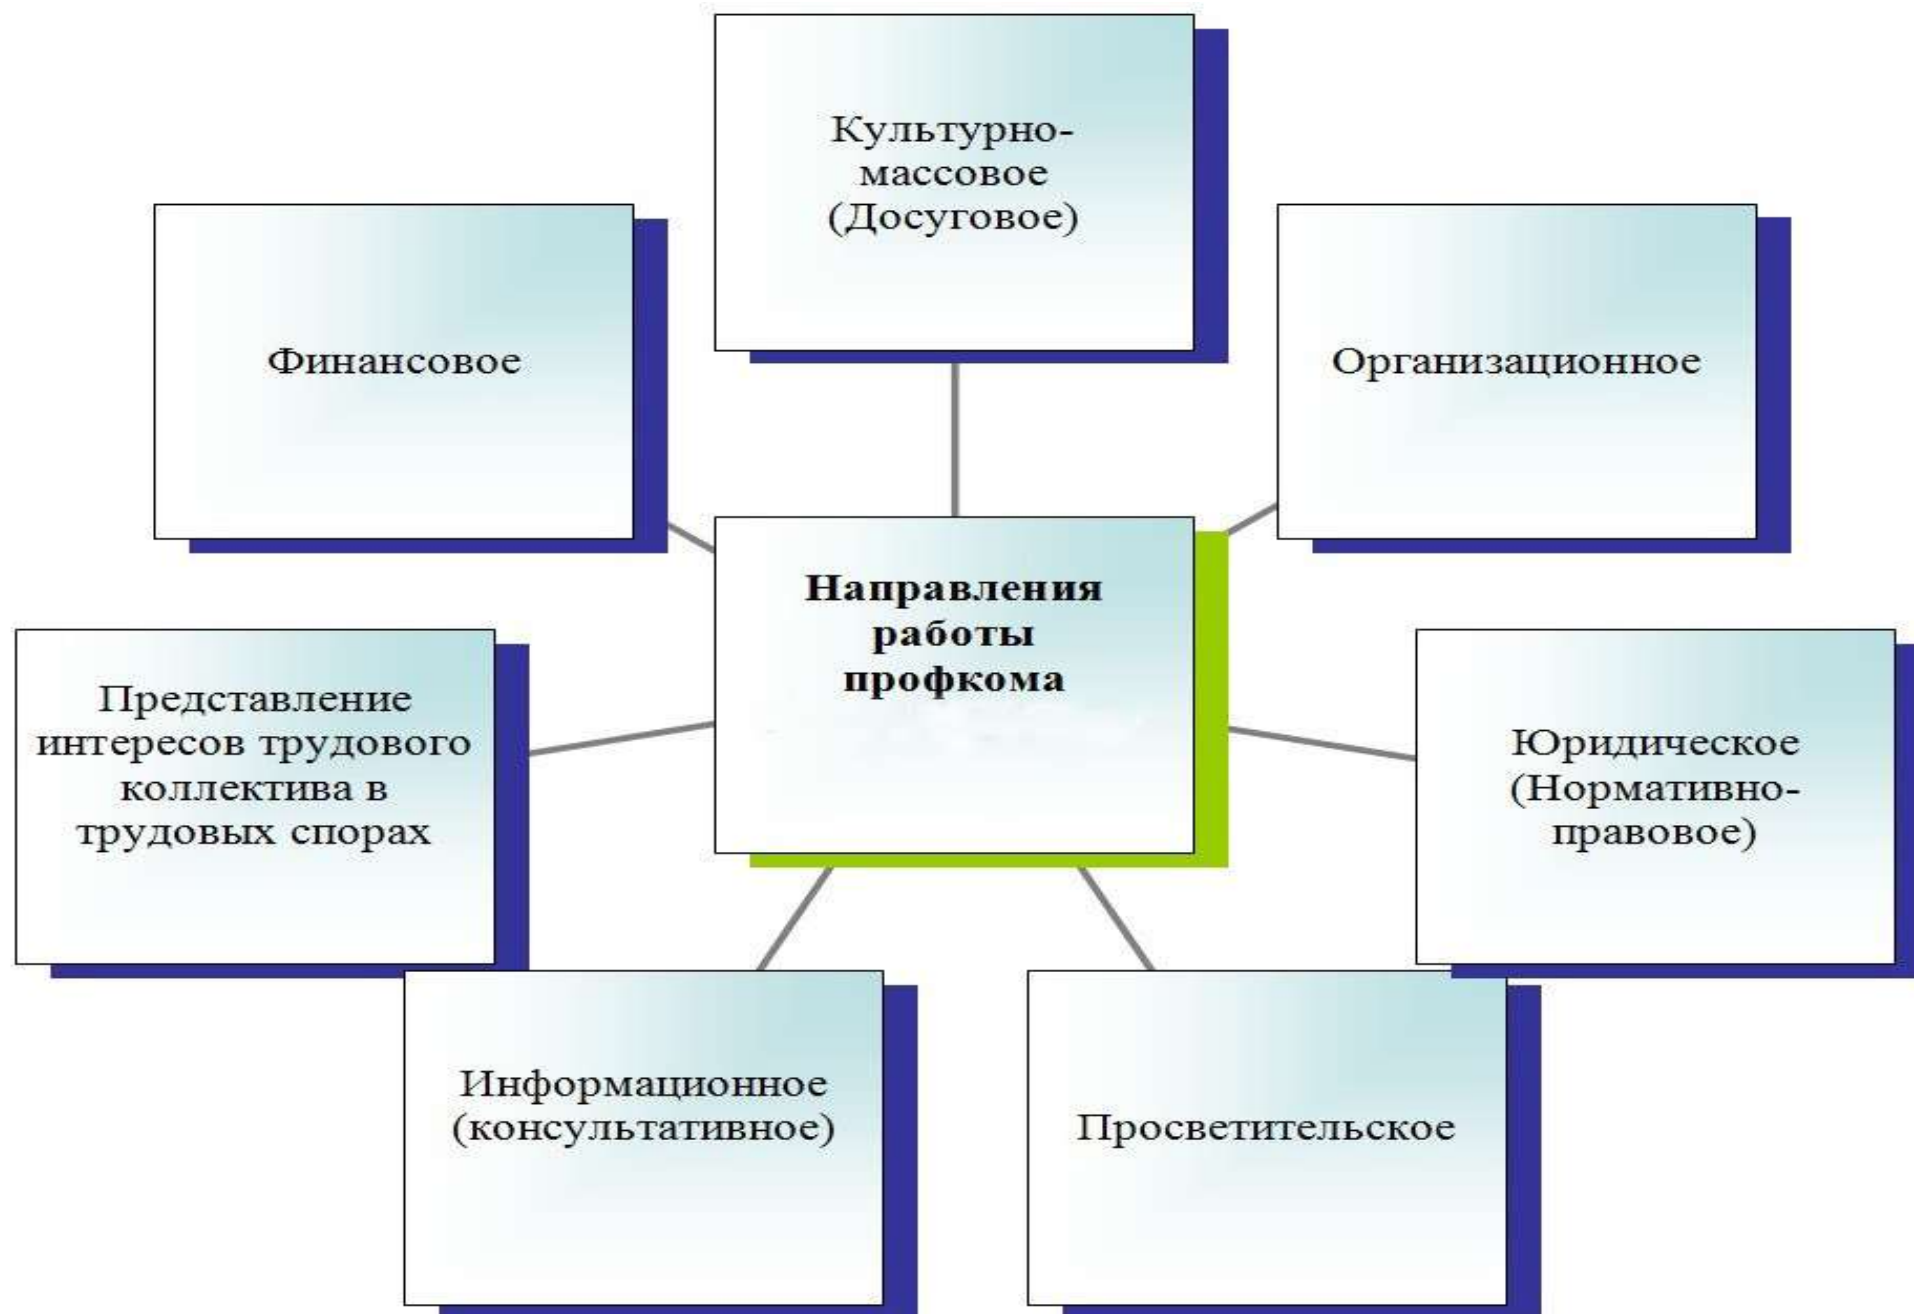 Культурно-
массовое
(Досуговое)
Финансовое
Организационное
Направления
работы
профкома
Представление
интересов трудового
коллектива в
трудовых спорах
Юридическое
(Нормативно-
правовое)
Информационное
(консультативное)
Просветительское